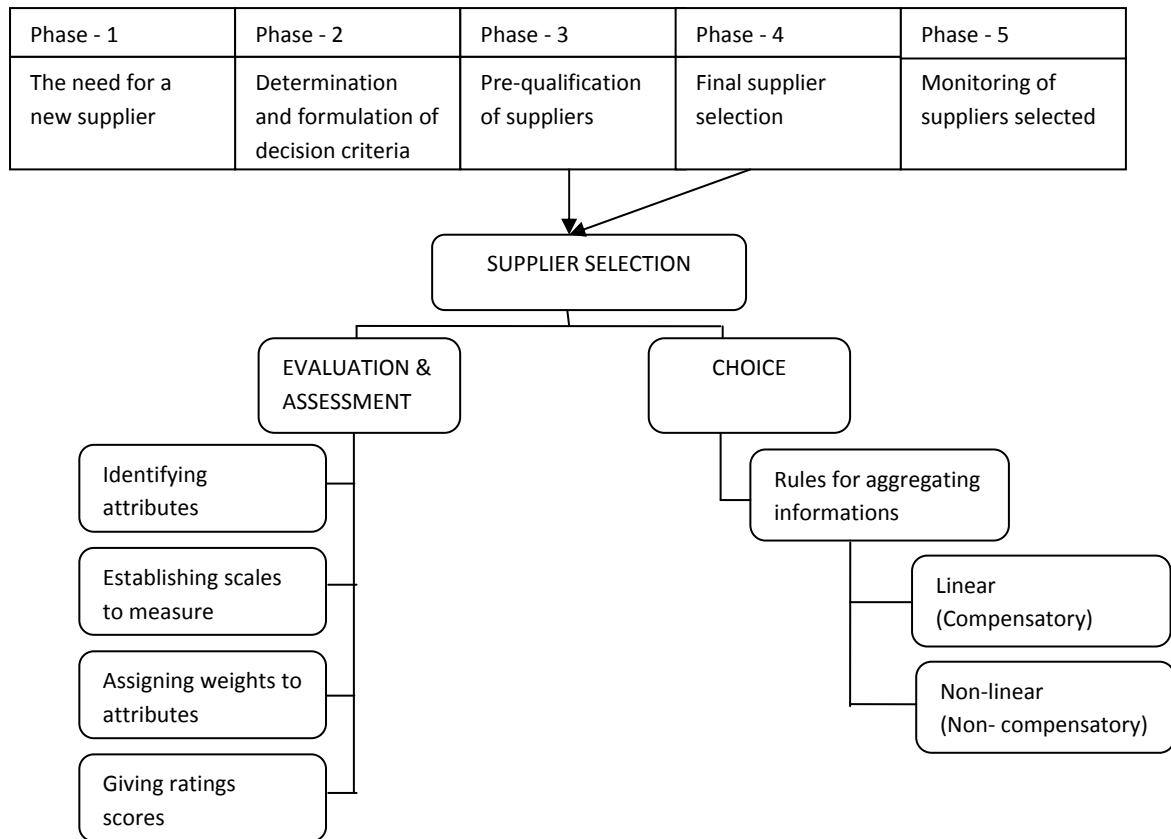 Phase - 1
The need for a
new supplier
Phase - 2
Determination
and formulation of
decision criteria
Phase - 3
Pre-qualification
of suppliers
Phase - 4
Final supplier
selection
Phase - 5
Monitoring of
suppliers selected
SUPPLIER SELECTION
EVALUATION &
ASSESSMENT
Identifying
attributes
Establishing scales
to measure
Assigning weights to
attributes
Giving ratings
scores
CHOICE
Rules for aggregating
informations
Linear
(Compensatory)
Non-linear
(Non- compensatory)